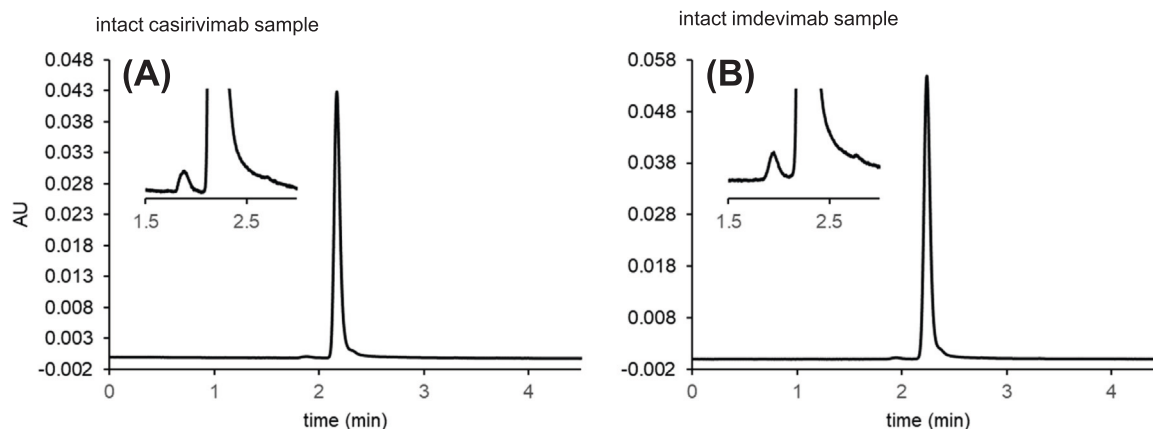 intact casirivimab sample
(A)
0.048
0.043
0.038
0.033
0.028
0.023
0.018
0.013
0.008
0.003
-0.002
AU
1.5 2.5
0 1 2 3 4
time (min)
intact imdevimab sample
(B)
0.058
0.048
0.038
0.028
0.018
0.008
-0.002
1.5 2.5
0 1 2 3 4
time (min)